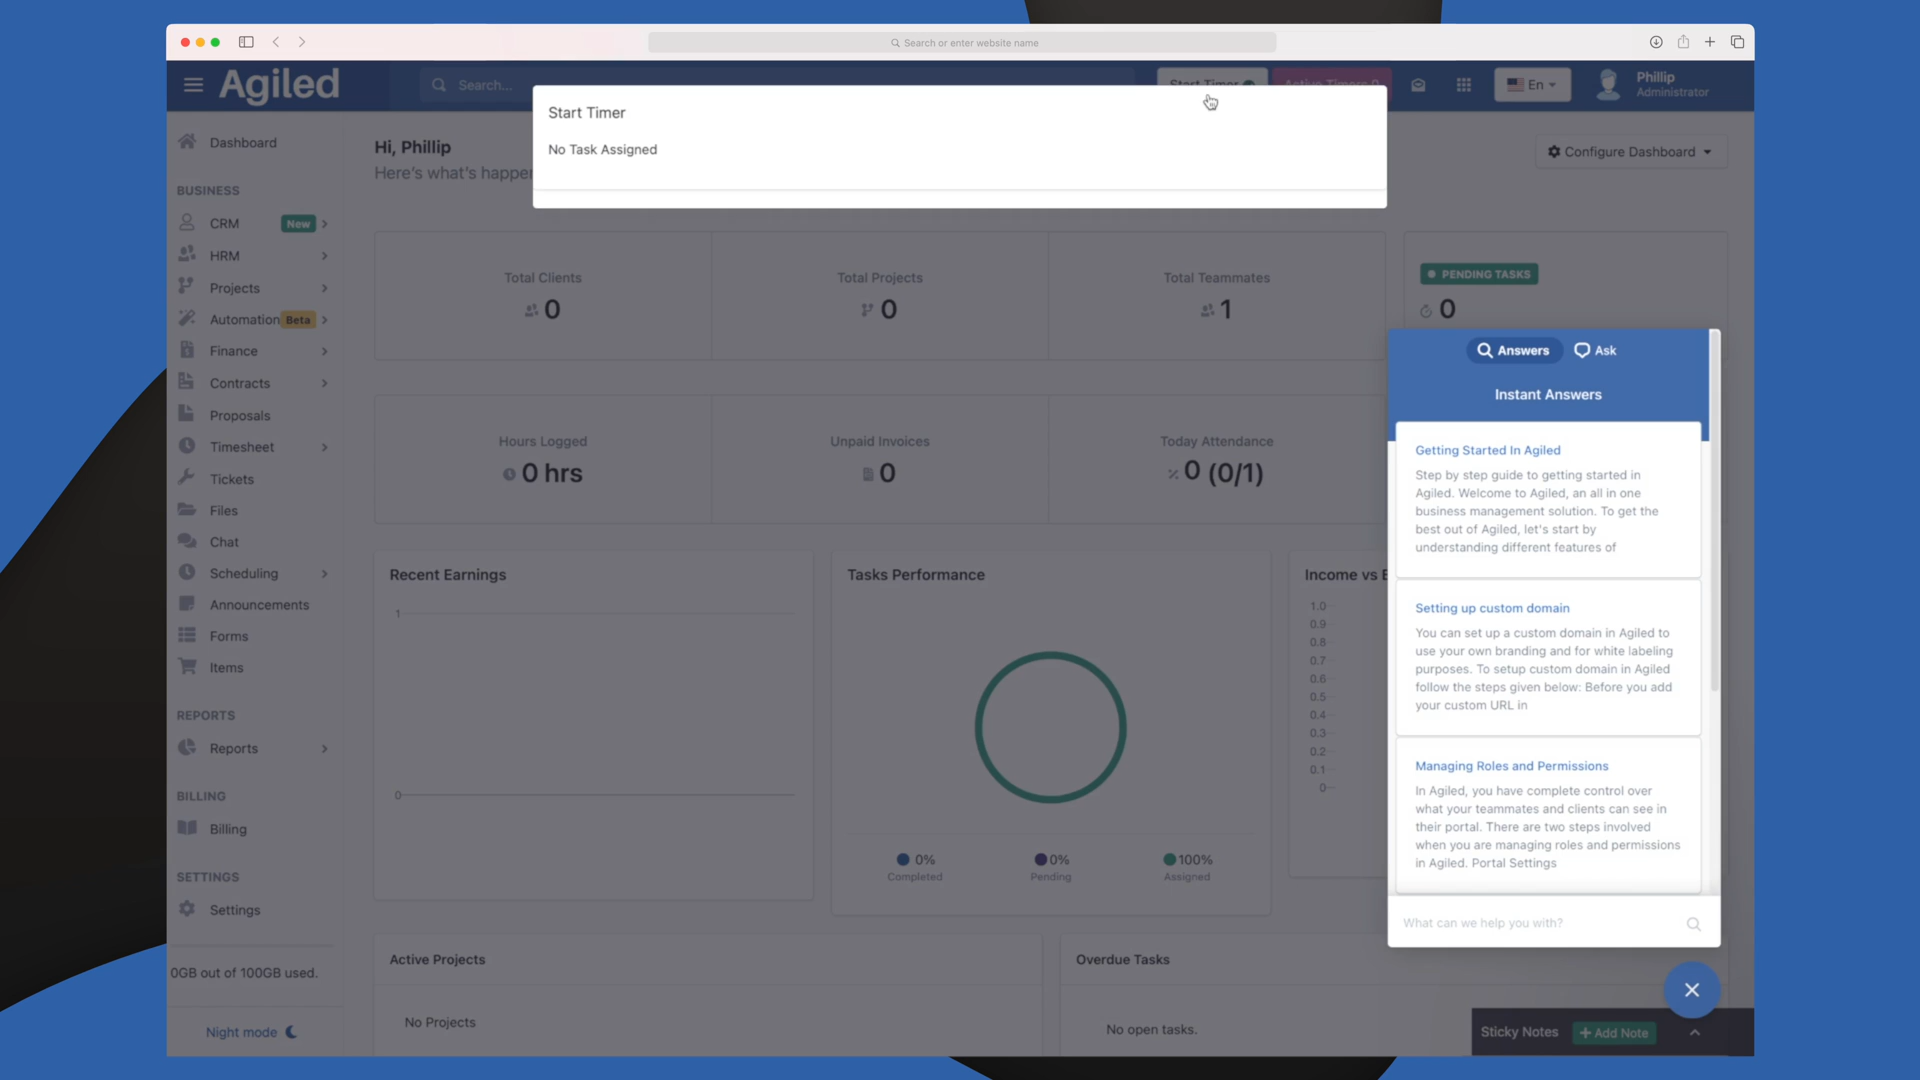 Search or enter website name
Agiled
Search...
Start Timer
Active Timers 0
En
Phillip
Administrator
Start Timer
No Task Assigned
Dashboard
BUSINESS
CRM New
HRM
Projects
Automation Beta
Finance
Contracts
Proposals
Timesheet
Tickets
Files
Chat
Scheduling
Announcements
Forms
Items
REPORTS
Reports
BILLING
Billing
SETTINGS
Settings
0GB out of 100GB used.
Night mode
Hi, Phillip
Here's what's happen
Configure Dashboard
Total Clients
0
Total Projects
0
Total Teammates
1
PENDING TASKS
0
Hours Logged
0 hrs
Unpaid Invoices
0
Today Attendance
0 (0/1)
Recent Earnings
1
0
Tasks Performance
0%
Completed
0%
Pending
100%
Assigned
Income vs E
1.0
0.9
0.8
0.7
0.6
0.5
0.4
0.3
0.2
0.1
0
Active Projects
No Projects
Overdue Tasks
No open tasks.
Answers
Ask
Instant Answers
Getting Started In Agiled
Step by step guide to getting started in
Agiled. Welcome to Agiled, an all in one
business management solution. To get the
best out of Agiled, let's start by
understanding different features of
Setting up custom domain
You can set up a custom domain in Agiled to
use your own branding and for white labeling
purposes. To setup custom domain in Agiled
follow the steps given below: Before you add
your custom URL in
Managing Roles and Permissions
In Agiled, you have complete control over
what your teammates and clients can see in
their portal. There are two steps involved
when you are managing roles and permissions
in Agiled. Portal Settings
What can we help you with?
Sticky Notes
+ Add Note